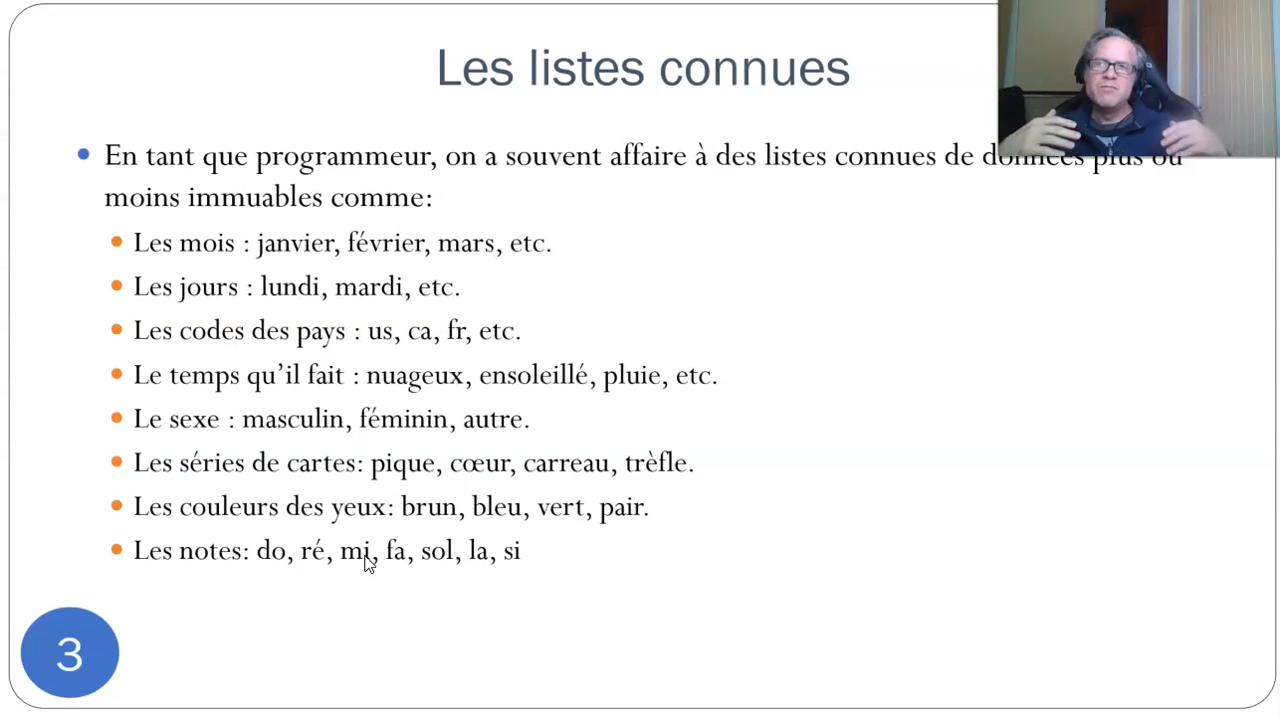 Les listes connues
En tant que programmeur, on a souvent affaire à des listes connues de données plus ou
moins immuables comme:
Les mois : janvier, février, mars, etc.
Les jours : lundi, mardi, etc.
Les codes des pays : us, ca, fr, etc.
Le temps qu’il fait : nuageux, ensoleillé, pluie, etc.
Le sexe : masculin, féminin, autre.
Les séries de cartes: pique, cœur, carreau, trèfle.
Les couleurs des yeux: brun, bleu, vert, pair.
Les notes: do, ré, mi, fa, sol, la, si
3